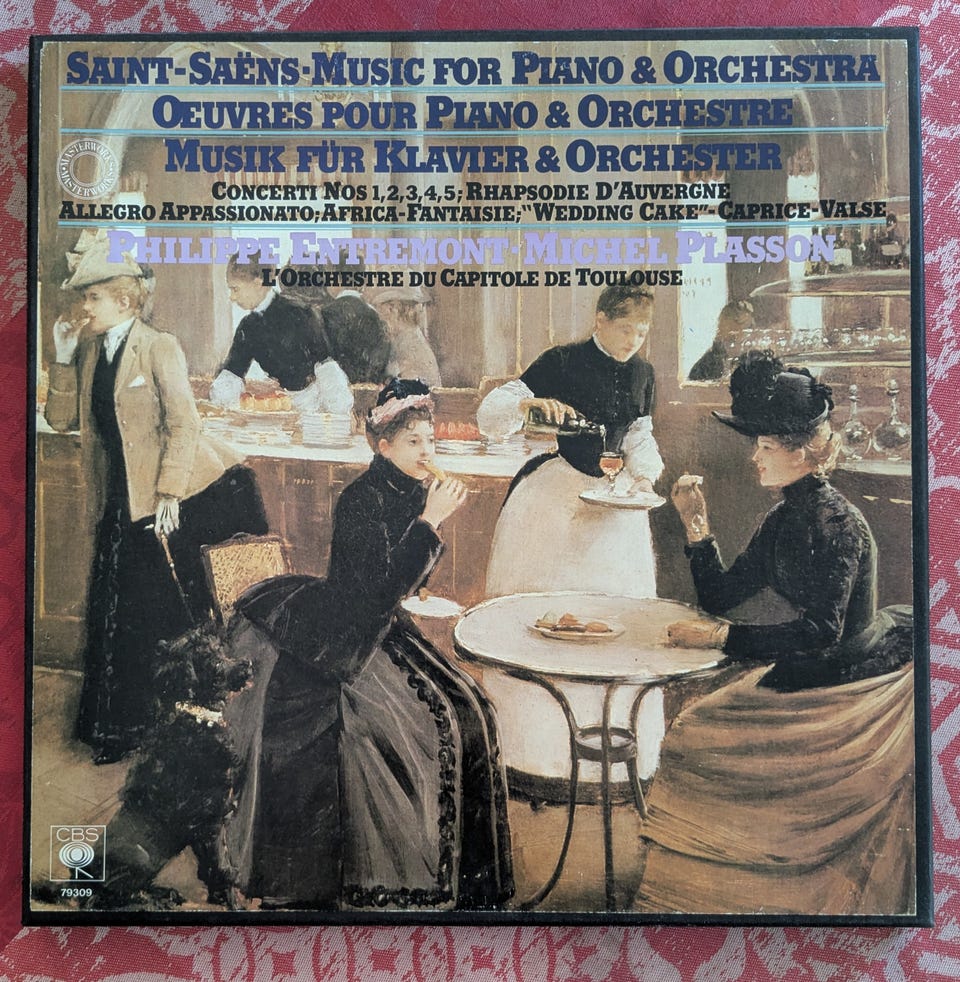 SAINT-SAËNS·MUSIC FOR PIANO & ORCHESTRA
OEUVRES POUR PIANO & ORCHESTRE
MUSIK FÜR KLAVIER & ORCHESTER
MASTERWORKS·MASTERWORKS·
CONCERTI NOS 1,2,3,4,5; RHAPSODIE D'AUVERGNE
ALLEGRO APPASSIONATO; AFRICA-FANTAISIE; "WEDDING CAKE"-CAPRICE-VALSE
PHILIPPE ENTREMONT·MICHEL PLASSON
L'ORCHESTRE DU CAPITOLE DE TOULOUSE
CBS
79309